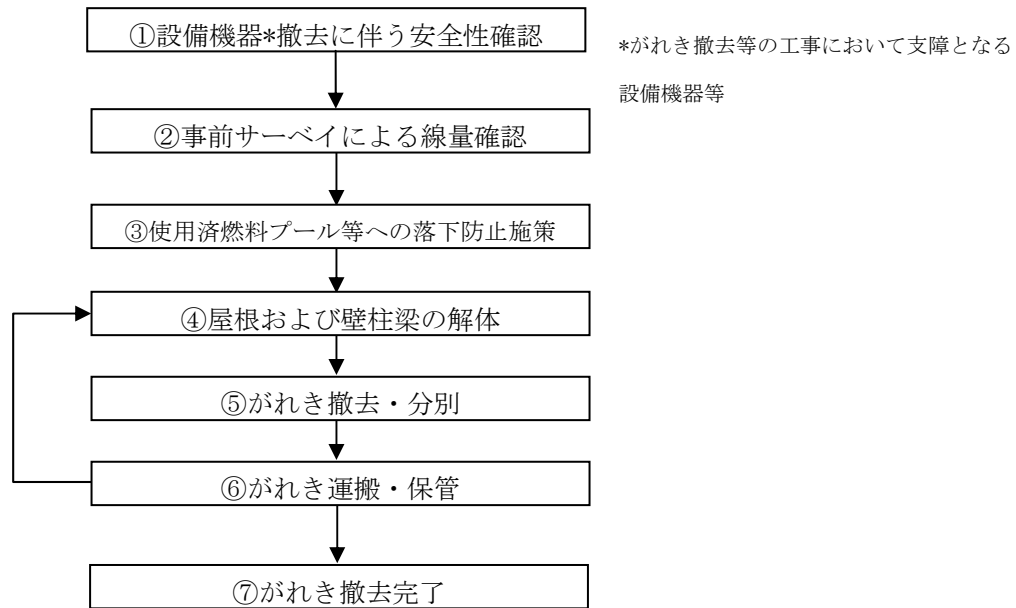 ①設備機器*撤去に伴う安全性確認
*がれき撤去等の工事において支障となる
設備機器等
②事前サーベイによる線量確認
③使用済燃料プール等への落下防止施策
④屋根および壁柱梁の解体
⑤がれき撤去・分別
⑥がれき運搬・保管
⑦がれき撤去完了